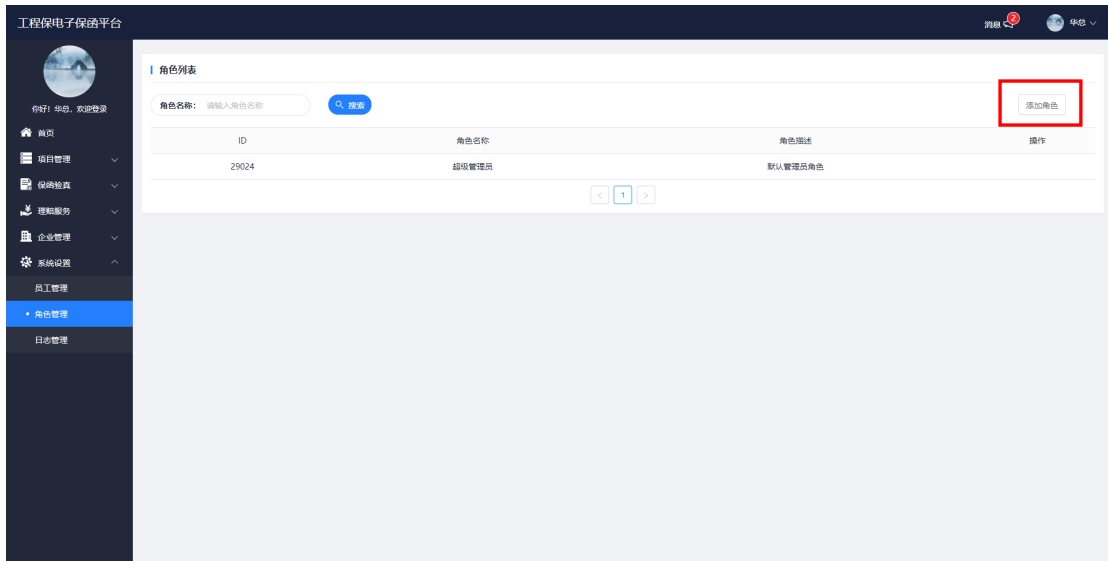 工程保电子保函平台
消息 2
华总
你好! 华总, 欢迎登录
首页
项目管理
保函验真
理赔服务
企业管理
系统设置
员工管理
角色管理
日志管理
角色列表
角色名称: 请输入角色名称 搜索 添加角色
ID 角色名称 角色描述 操作
29024 超级管理员 默认管理员角色
< 1 >